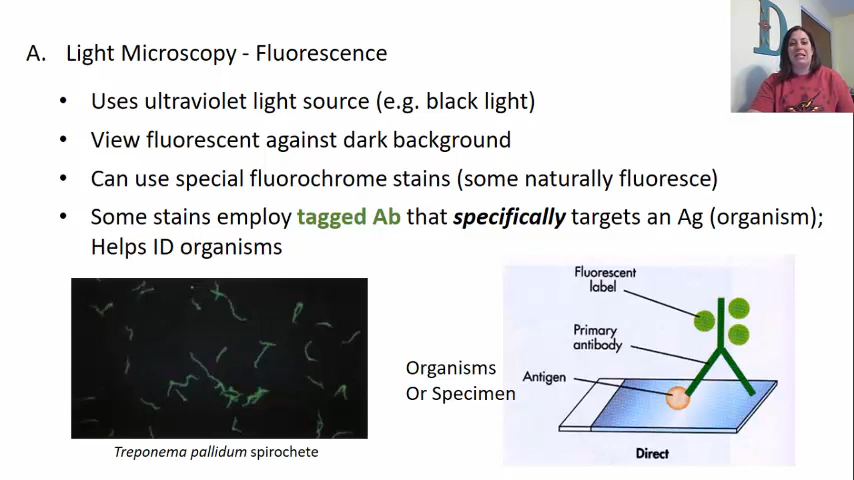 A. Light Microscopy - Fluorescence
• Uses ultraviolet light source (e.g. black light)
• View fluorescent against dark background
• Can use special fluorochrome stains (some naturally fluoresce)
• Some stains employ tagged Ab that specifically targets an Ag (organism);
Helps ID organisms
Treponema pallidum spirochete
Organisms
Or Specimen
Fluorescent
label
Primary
antibody
Antigen
Direct
D